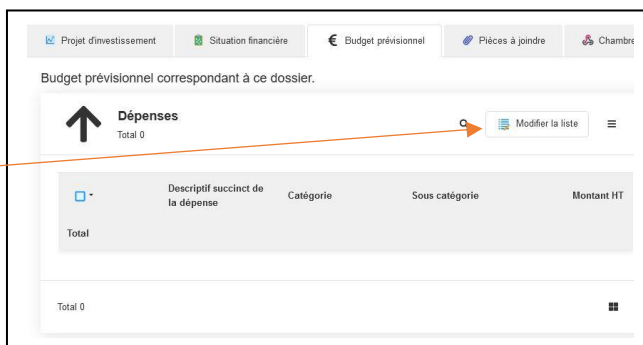 Projet d'investissement Situation financière € Budget prévisionnel Pièces à joindre Chambre
Budget prévisionnel correspondant à ce dossier.
Dépenses
Total 0
Modifier la liste
Descriptif succinct de la dépense Catégorie Sous catégorie Montant HT
Total
Total 0